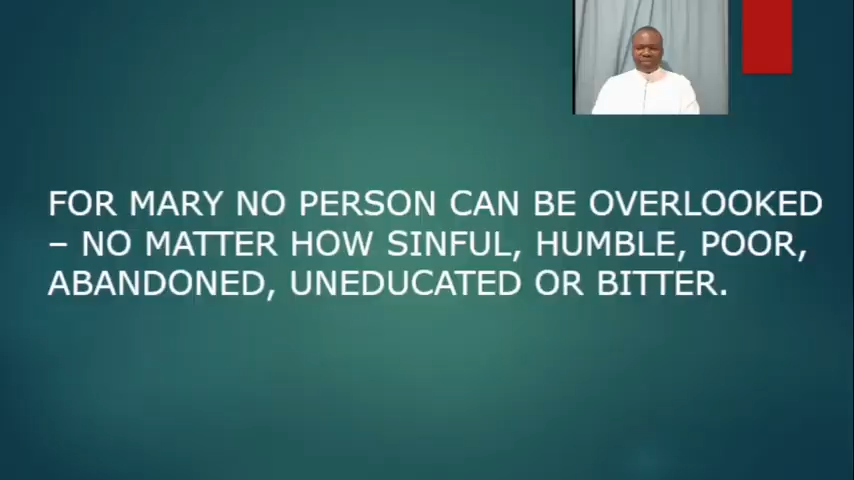 FOR MARY NO PERSON CAN BE OVERLOOKED
– NO MATTER HOW SINFUL, HUMBLE, POOR,
ABANDONED, UNEDUCATED OR BITTER.